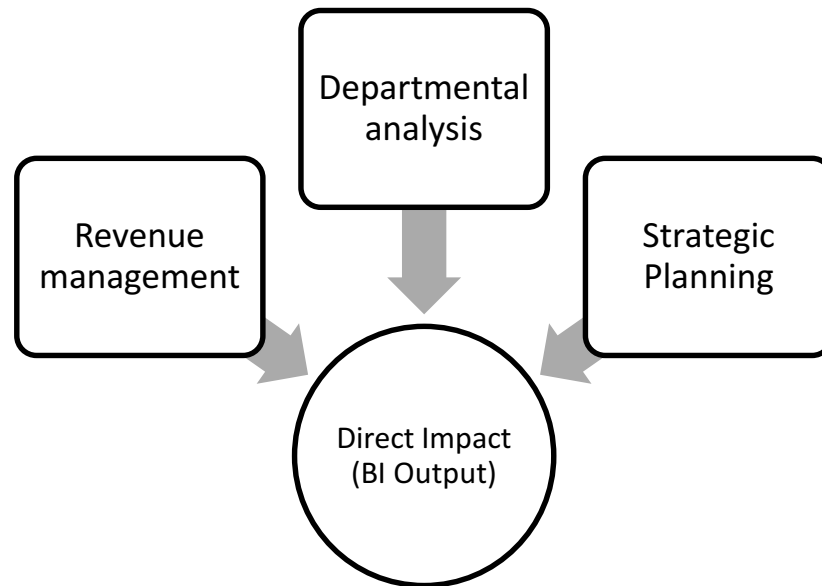 Departmental
analysis
Revenue
management
Strategic
Planning
Direct Impact
(BI Output)